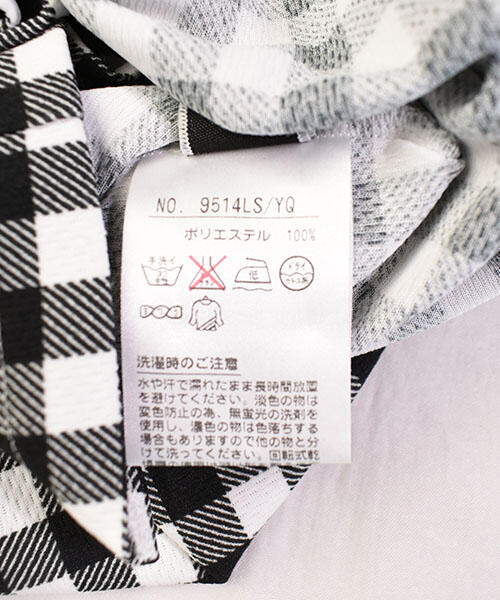 NO. 9514LS/YQ
ポリエステル 100%
手洗イ 低 ドライ
洗濯時のご注意
水や汗で濡れたまま長時間放置
を避けてください。淡色の物は
変色防止の為、無蛍光の洗剤を
使用し、濃色の物は色落ちする
場合もありますので他の物と分
けて洗ってください。回転式乾